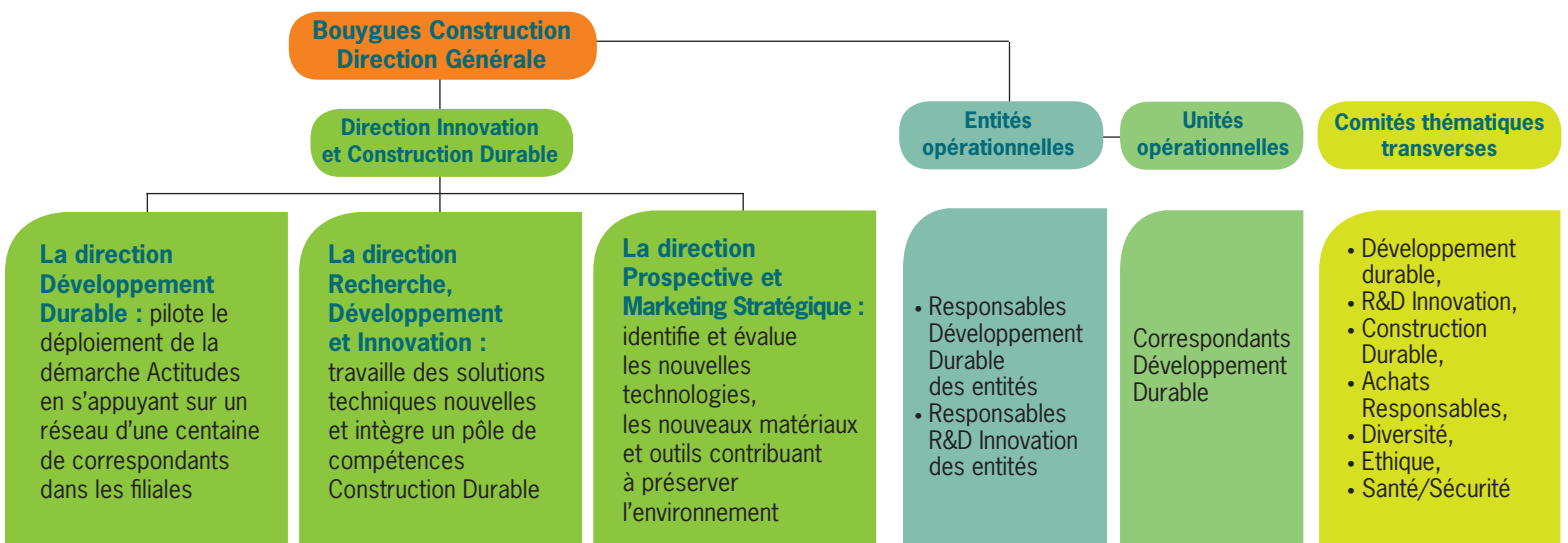 Bouygues Construction
Direction Générale
Direction Innovation
et Construction Durable
Entités
opérationnelles
Unités
opérationnelles
Comités thématiques
transverses
La direction
Développement
Durable : pilote le
déploiement de la
démarche Actitudes
en s'appuyant sur un
réseau d'une centaine
de correspondants
dans les filiales
La direction
Recherche,
Développement
et Innovation :
travaille des solutions
techniques nouvelles
et intègre un pôle de
compétences
Construction Durable
La direction
Prospective et
Marketing Stratégique :
identifie et évalue
les nouvelles
technologies,
les nouveaux matériaux
et outils contribuant
à préserver
l'environnement
• Responsables
Développement
Durable
des entités
• Responsables
R&D Innovation
des entités
Correspondants
Développement
Durable
• Développement
durable,
• R&D Innovation,
• Construction
Durable,
• Achats
Responsables,
• Diversité,
• Ethique,
• Santé/Sécurité